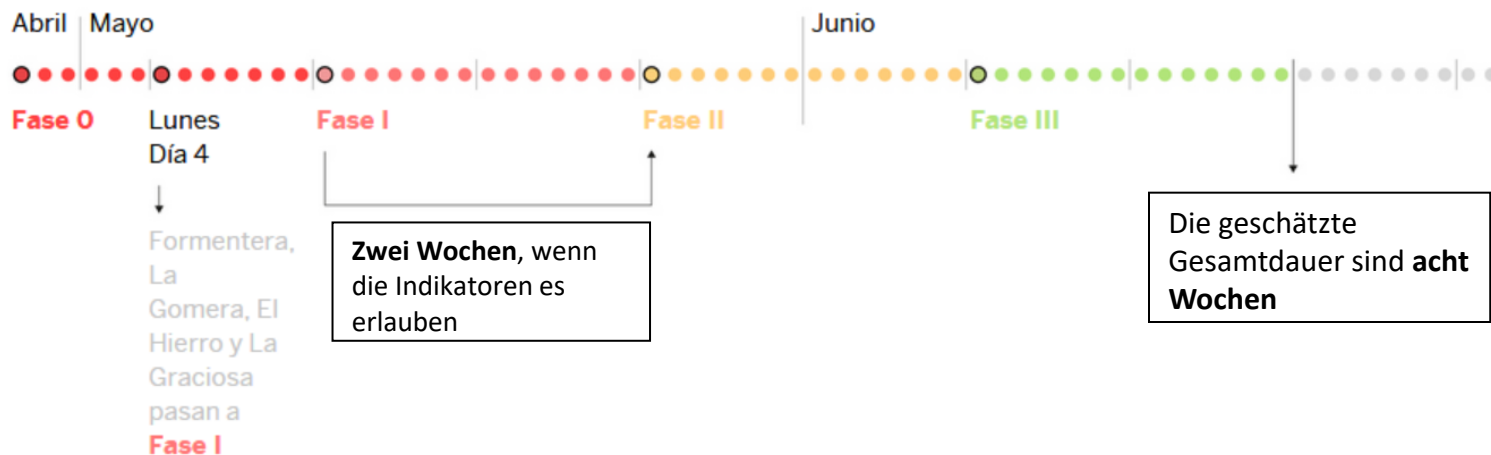 Abril
Mayo
Junio
Fase 0
Lunes
Día 4
Fase I
Fase II
Fase III
Formentera,
La
Gomera, El
Hierro y La
Graciosa
pasan a
Fase I
Zwei Wochen, wenn
die Indikatoren es
erlauben
Die geschätzte
Gesamtdauer sind acht
Wochen